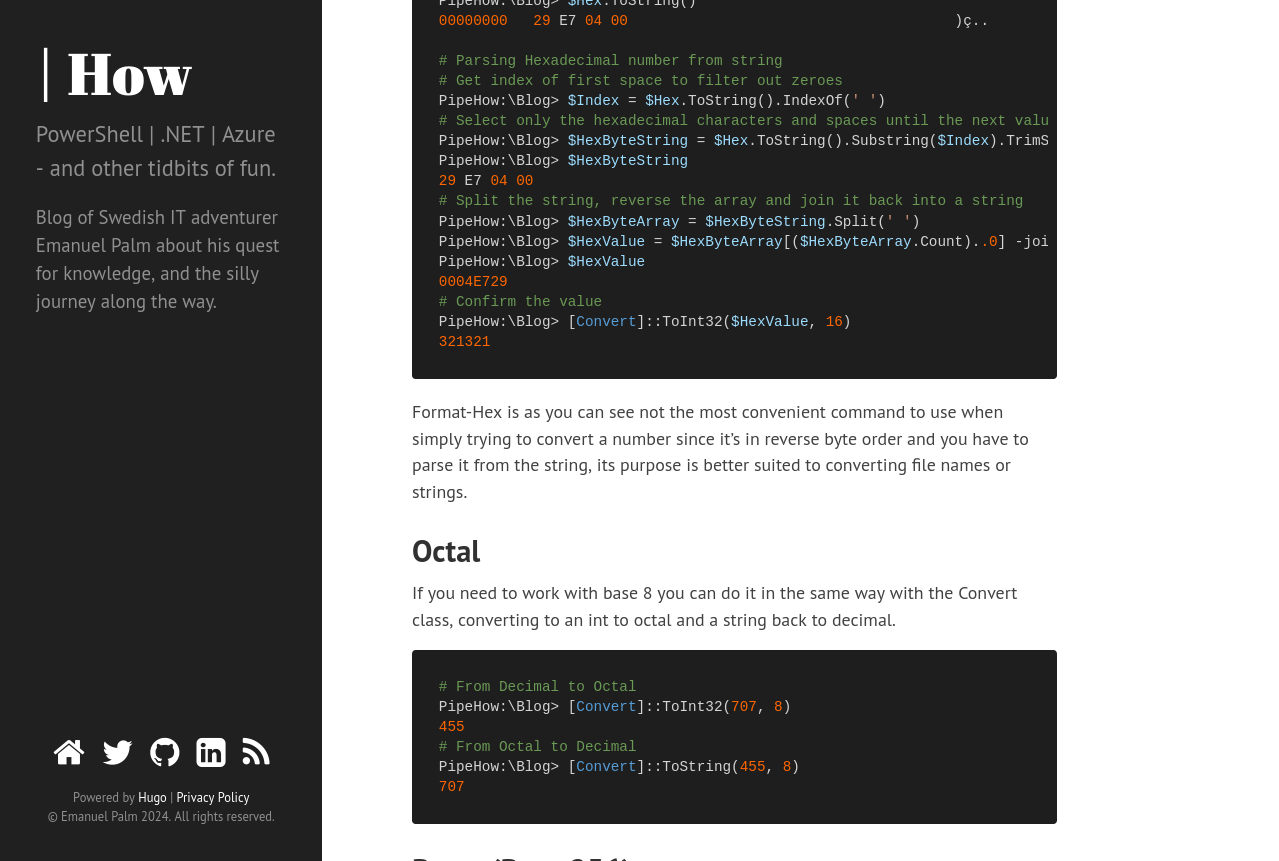 | How
PowerShell | .NET | Azure
- and other tidbits of fun.
Blog of Swedish IT adventurer
Emanuel Palm about his quest
for knowledge, and the silly
journey along the way.
Powered by Hugo | Privacy Policy
© Emanuel Palm 2024. All rights reserved.
PipeHow:\Blog> $Hex.ToString()
00000000   29 E7 04 00                                      )ç..
# Parsing Hexadecimal number from string
# Get index of first space to filter out zeroes
PipeHow:\Blog> $Index = $Hex.ToString().IndexOf(' ')
# Select only the hexadecimal characters and spaces until the next valu
PipeHow:\Blog> $HexByteString = $Hex.ToString().Substring($Index).TrimS
PipeHow:\Blog> $HexByteString
29 E7 04 00
# Split the string, reverse the array and join it back into a string
PipeHow:\Blog> $HexByteArray = $HexByteString.Split(' ')
PipeHow:\Blog> $HexValue = $HexByteArray[($HexByteArray.Count)..0] -joi
PipeHow:\Blog> $HexValue
0004E729
# Confirm the value
PipeHow:\Blog> [Convert]::ToInt32($HexValue, 16)
321321
Format-Hex is as you can see not the most convenient command to use when
simply trying to convert a number since it’s in reverse byte order and you have to
parse it from the string, its purpose is better suited to converting file names or
strings.
Octal
If you need to work with base 8 you can do it in the same way with the Convert
class, converting to an int to octal and a string back to decimal.
# From Decimal to Octal
PipeHow:\Blog> [Convert]::ToInt32(707, 8)
455
# From Octal to Decimal
PipeHow:\Blog> [Convert]::ToString(455, 8)
707